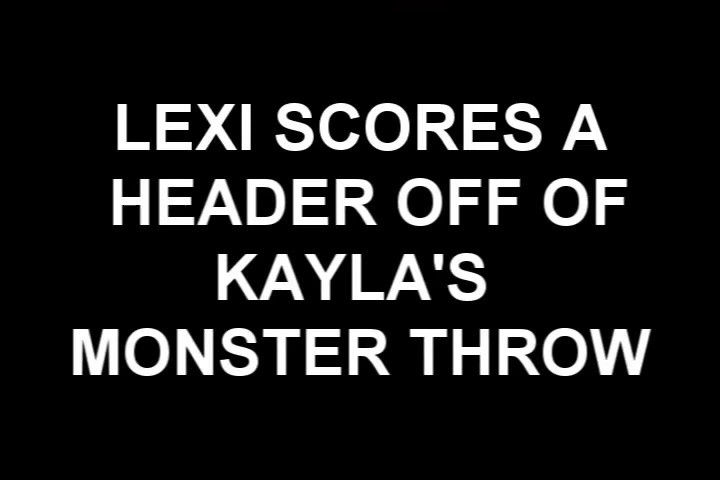 LEXI SCORES A
HEADER OFF OF
KAYLA'S
MONSTER THROW